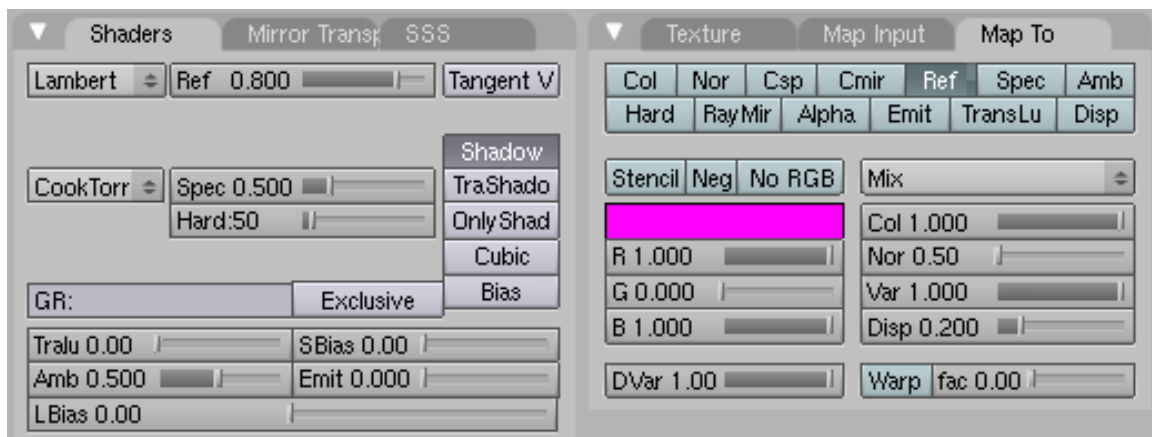 Shaders Mirror Transp SSS
Lambert Ref 0.800 Tangent V
Shadow
CookTorr Spec 0.500 TraShado
Hard:50 OnlyShad
Cubic
GR: Exclusive Bias
Tralu 0.00 SBias 0.00
Amb 0.500 Emit 0.000
LBias 0.00
Texture Map Input Map To
Col Nor Csp Cmir Ref Spec Amb
Hard RayMir Alpha Emit TransLu Disp
Stencil Neg No RGB Mix
Col 1.000
R 1.000 Nor 0.50
G 0.000 Var 1.000
B 1.000 Disp 0.200
DVar 1.00 Warp fac 0.00